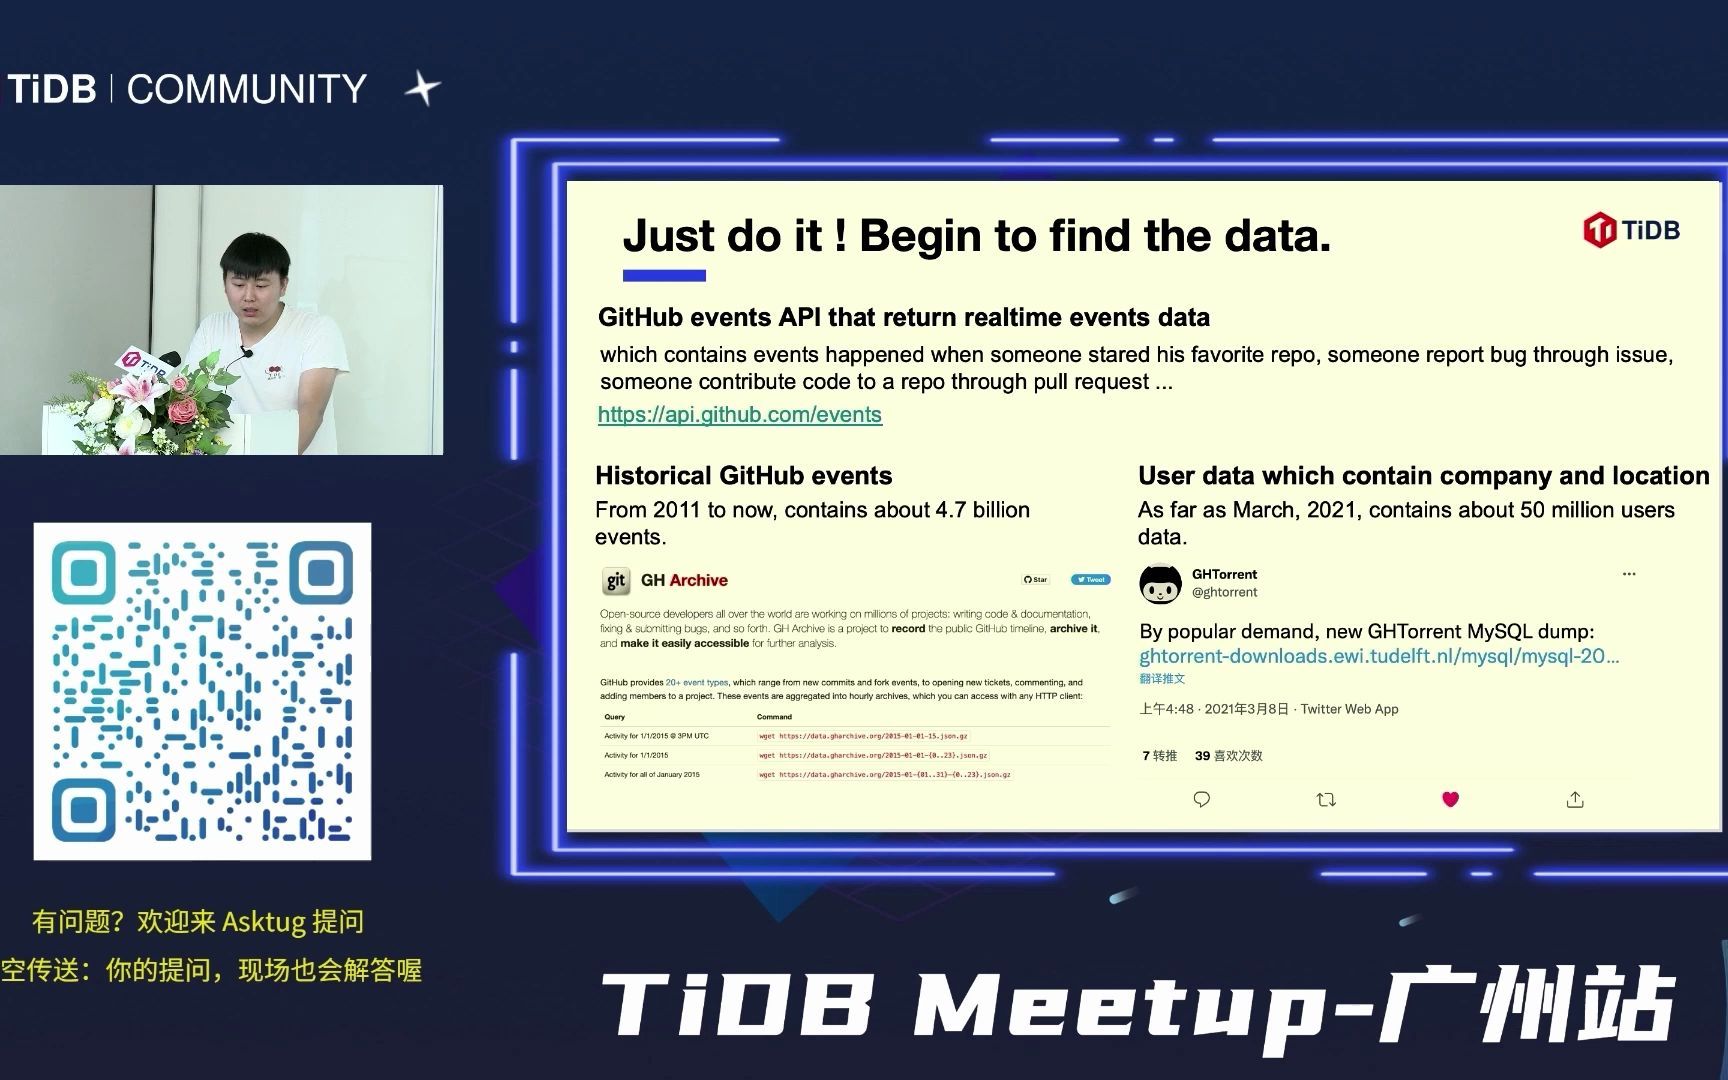 TiDB | COMMUNITY
TiDB
Just do it ! Begin to find the data.
TiDB
GitHub events API that return realtime events data
which contains events happened when someone stared his favorite repo, someone report bug through issue,
someone contribute code to a repo through pull request ...
https://api.github.com/events
Historical GitHub events
From 2011 to now, contains about 4.7 billion
events.
git GH Archive
Star
Tweet
Open-source developers all over the world are working on millions of projects: writing code & documentation,
fixing & submitting bugs, and so forth. GH Archive is a project to record the public GitHub timeline, archive it,
and make it easily accessible for further analysis.
GitHub provides 20+ event types, which range from new commits and fork events, to opening new tickets, commenting, and
adding members to a project. These events are aggregated into hourly archives, which you can access with any HTTP client:
Query Command
Activity for 1/1/2015 @ 3PM UTC wget https://data.gharchive.org/2015-01-01-15.json.gz
Activity for 1/1/2015 wget https://data.gharchive.org/2015-01-01-{0..23}.json.gz
Activity for all of January 2015 wget https://data.gharchive.org/2015-01-{01..31}-{0..23}.json.gz
User data which contain company and location
As far as March, 2021, contains about 50 million users
data.
GHTorrent
@ghtorrent
By popular demand, new GHTorrent MySQL dump:
ghtorrent-downloads.ewi.tudelft.nl/mysql/mysql-20...
翻译推文
上午4:48 · 2021年3月8日 · Twitter Web App
7 转推 39 喜欢次数
有问题？欢迎来 Asktug 提问
空传送：你的提问，现场也会解答喔
TiDB Meetup-广州站